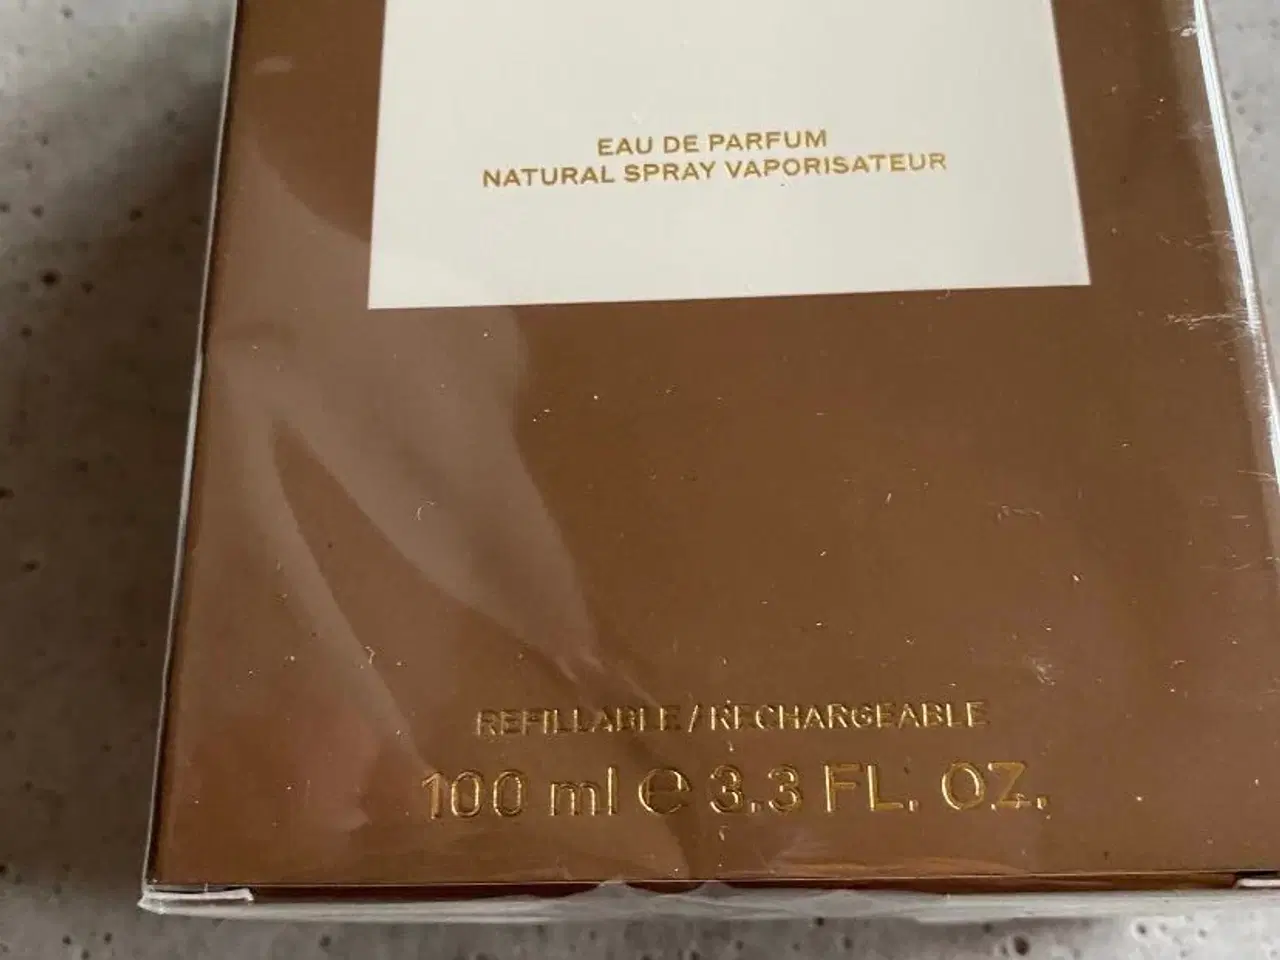 EAU DE PARFUM
NATURAL SPRAY VAPORISATEUR
REFILLABLE / RECHARGEABLE
100 ml ℮ 3.3 FL. OZ.